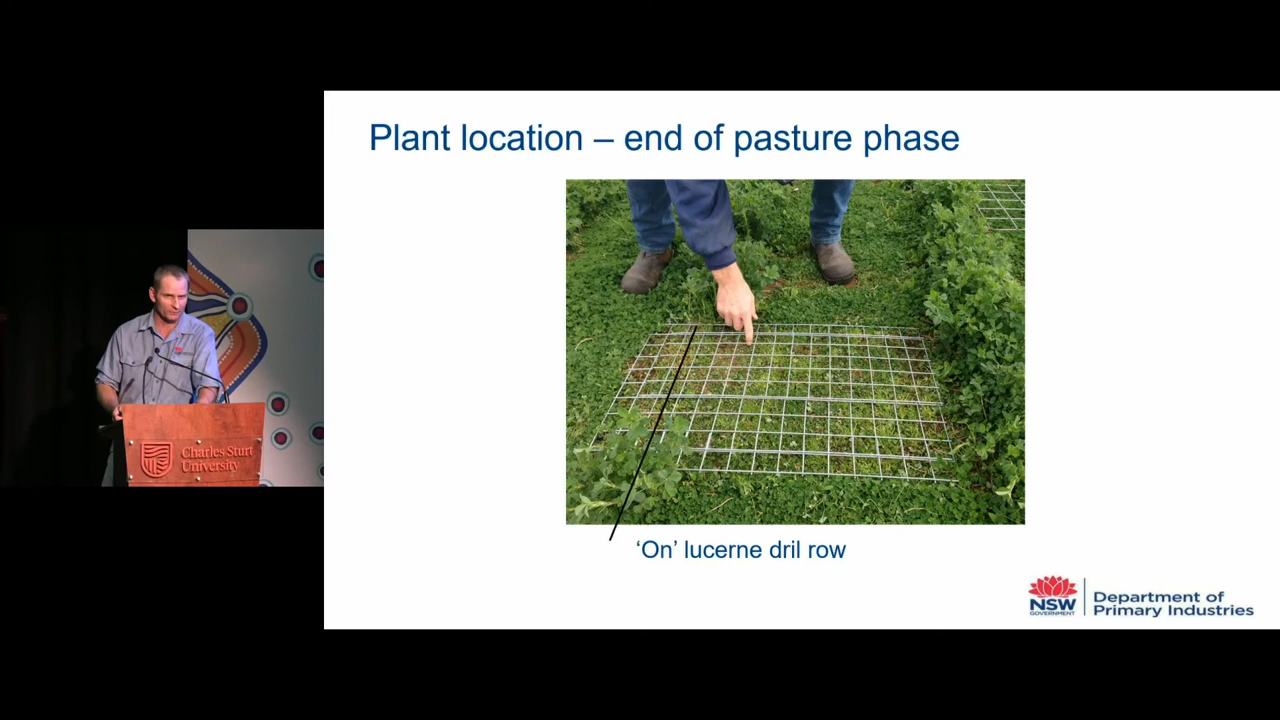 Plant location – end of pasture phase
‘On’ lucerne dril row
Charles Sturt
University
NSW
GOVERNMENT
Department of
Primary Industries